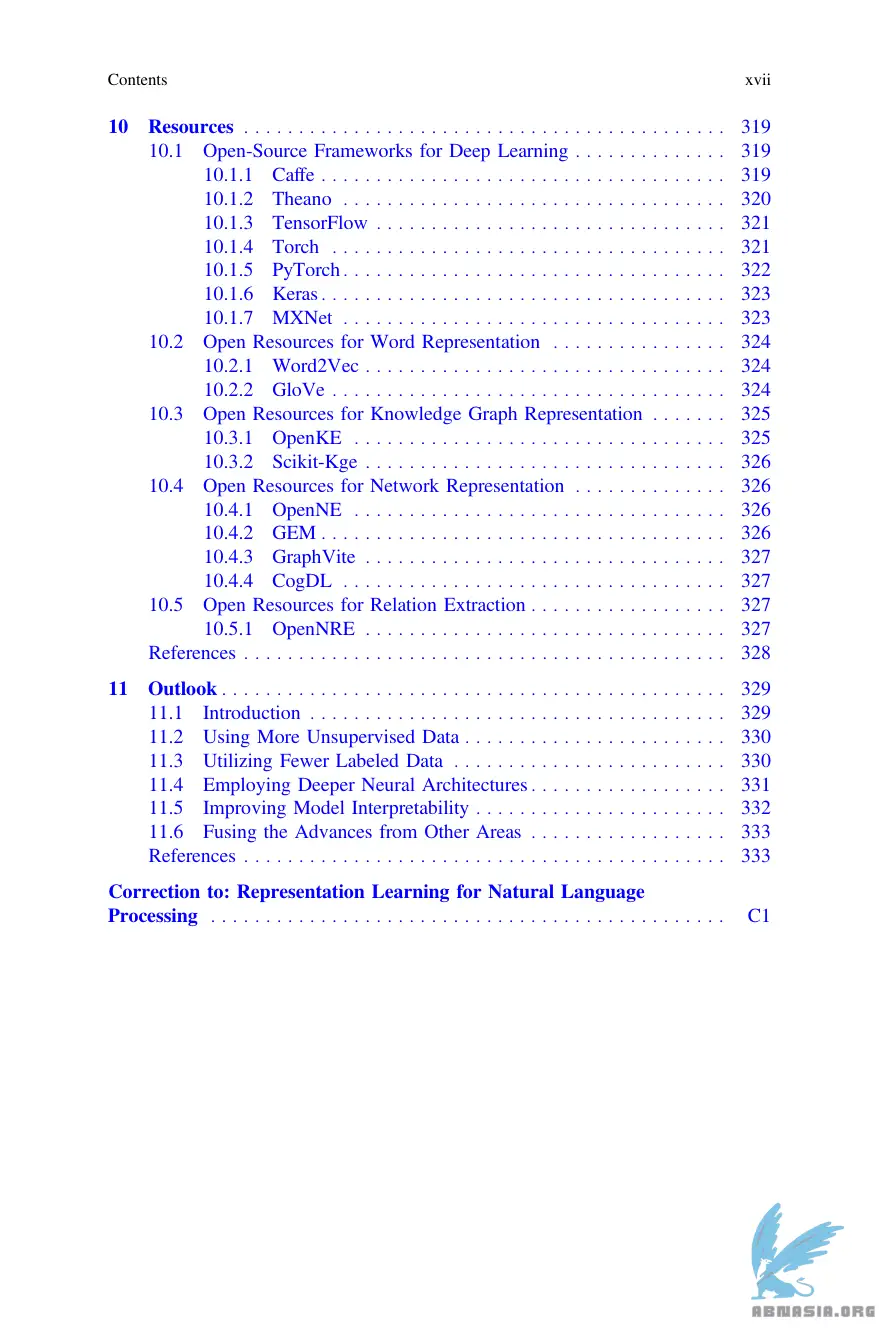 Contents xvii
10 Resources . . . . . . . . . . . . . . . . . . . . . . . . . . . . . . . . . . . . . . . . . . . . 319
10.1 Open-Source Frameworks for Deep Learning . . . . . . . . . . . . . . 319
10.1.1 Caffe . . . . . . . . . . . . . . . . . . . . . . . . . . . . . . . . . . . . . 319
10.1.2 Theano . . . . . . . . . . . . . . . . . . . . . . . . . . . . . . . . . . . 320
10.1.3 TensorFlow . . . . . . . . . . . . . . . . . . . . . . . . . . . . . . . . 321
10.1.4 Torch . . . . . . . . . . . . . . . . . . . . . . . . . . . . . . . . . . . . 321
10.1.5 PyTorch . . . . . . . . . . . . . . . . . . . . . . . . . . . . . . . . . . . 322
10.1.6 Keras . . . . . . . . . . . . . . . . . . . . . . . . . . . . . . . . . . . . . 323
10.1.7 MXNet . . . . . . . . . . . . . . . . . . . . . . . . . . . . . . . . . . . 323
10.2 Open Resources for Word Representation . . . . . . . . . . . . . . . . 324
10.2.1 Word2Vec . . . . . . . . . . . . . . . . . . . . . . . . . . . . . . . . . 324
10.2.2 GloVe . . . . . . . . . . . . . . . . . . . . . . . . . . . . . . . . . . . . 324
10.3 Open Resources for Knowledge Graph Representation . . . . . . . 325
10.3.1 OpenKE . . . . . . . . . . . . . . . . . . . . . . . . . . . . . . . . . . 325
10.3.2 Scikit-Kge . . . . . . . . . . . . . . . . . . . . . . . . . . . . . . . . . 326
10.4 Open Resources for Network Representation . . . . . . . . . . . . . . 326
10.4.1 OpenNE . . . . . . . . . . . . . . . . . . . . . . . . . . . . . . . . . . 326
10.4.2 GEM . . . . . . . . . . . . . . . . . . . . . . . . . . . . . . . . . . . . . 326
10.4.3 GraphVite . . . . . . . . . . . . . . . . . . . . . . . . . . . . . . . . . 327
10.4.4 CogDL . . . . . . . . . . . . . . . . . . . . . . . . . . . . . . . . . . . 327
10.5 Open Resources for Relation Extraction . . . . . . . . . . . . . . . . . . 327
10.5.1 OpenNRE . . . . . . . . . . . . . . . . . . . . . . . . . . . . . . . . . 327
References . . . . . . . . . . . . . . . . . . . . . . . . . . . . . . . . . . . . . . . . . . . . 328
11 Outlook . . . . . . . . . . . . . . . . . . . . . . . . . . . . . . . . . . . . . . . . . . . . . . 329
11.1 Introduction . . . . . . . . . . . . . . . . . . . . . . . . . . . . . . . . . . . . . . 329
11.2 Using More Unsupervised Data . . . . . . . . . . . . . . . . . . . . . . . . 330
11.3 Utilizing Fewer Labeled Data . . . . . . . . . . . . . . . . . . . . . . . . . 330
11.4 Employing Deeper Neural Architectures . . . . . . . . . . . . . . . . . . 331
11.5 Improving Model Interpretability . . . . . . . . . . . . . . . . . . . . . . . 332
11.6 Fusing the Advances from Other Areas . . . . . . . . . . . . . . . . . . 333
References . . . . . . . . . . . . . . . . . . . . . . . . . . . . . . . . . . . . . . . . . . . . 333
Correction to: Representation Learning for Natural Language
Processing . . . . . . . . . . . . . . . . . . . . . . . . . . . . . . . . . . . . . . . . . . . . . . . C1
ABNASIA.ORG